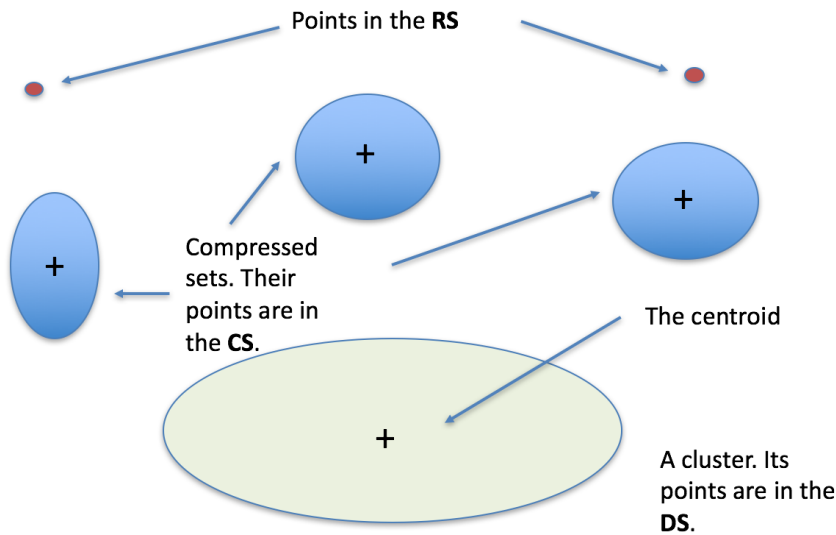 Points in the RS
Compressed
sets. Their
points are in
the CS.
The centroid
A cluster. Its
points are in the
DS.